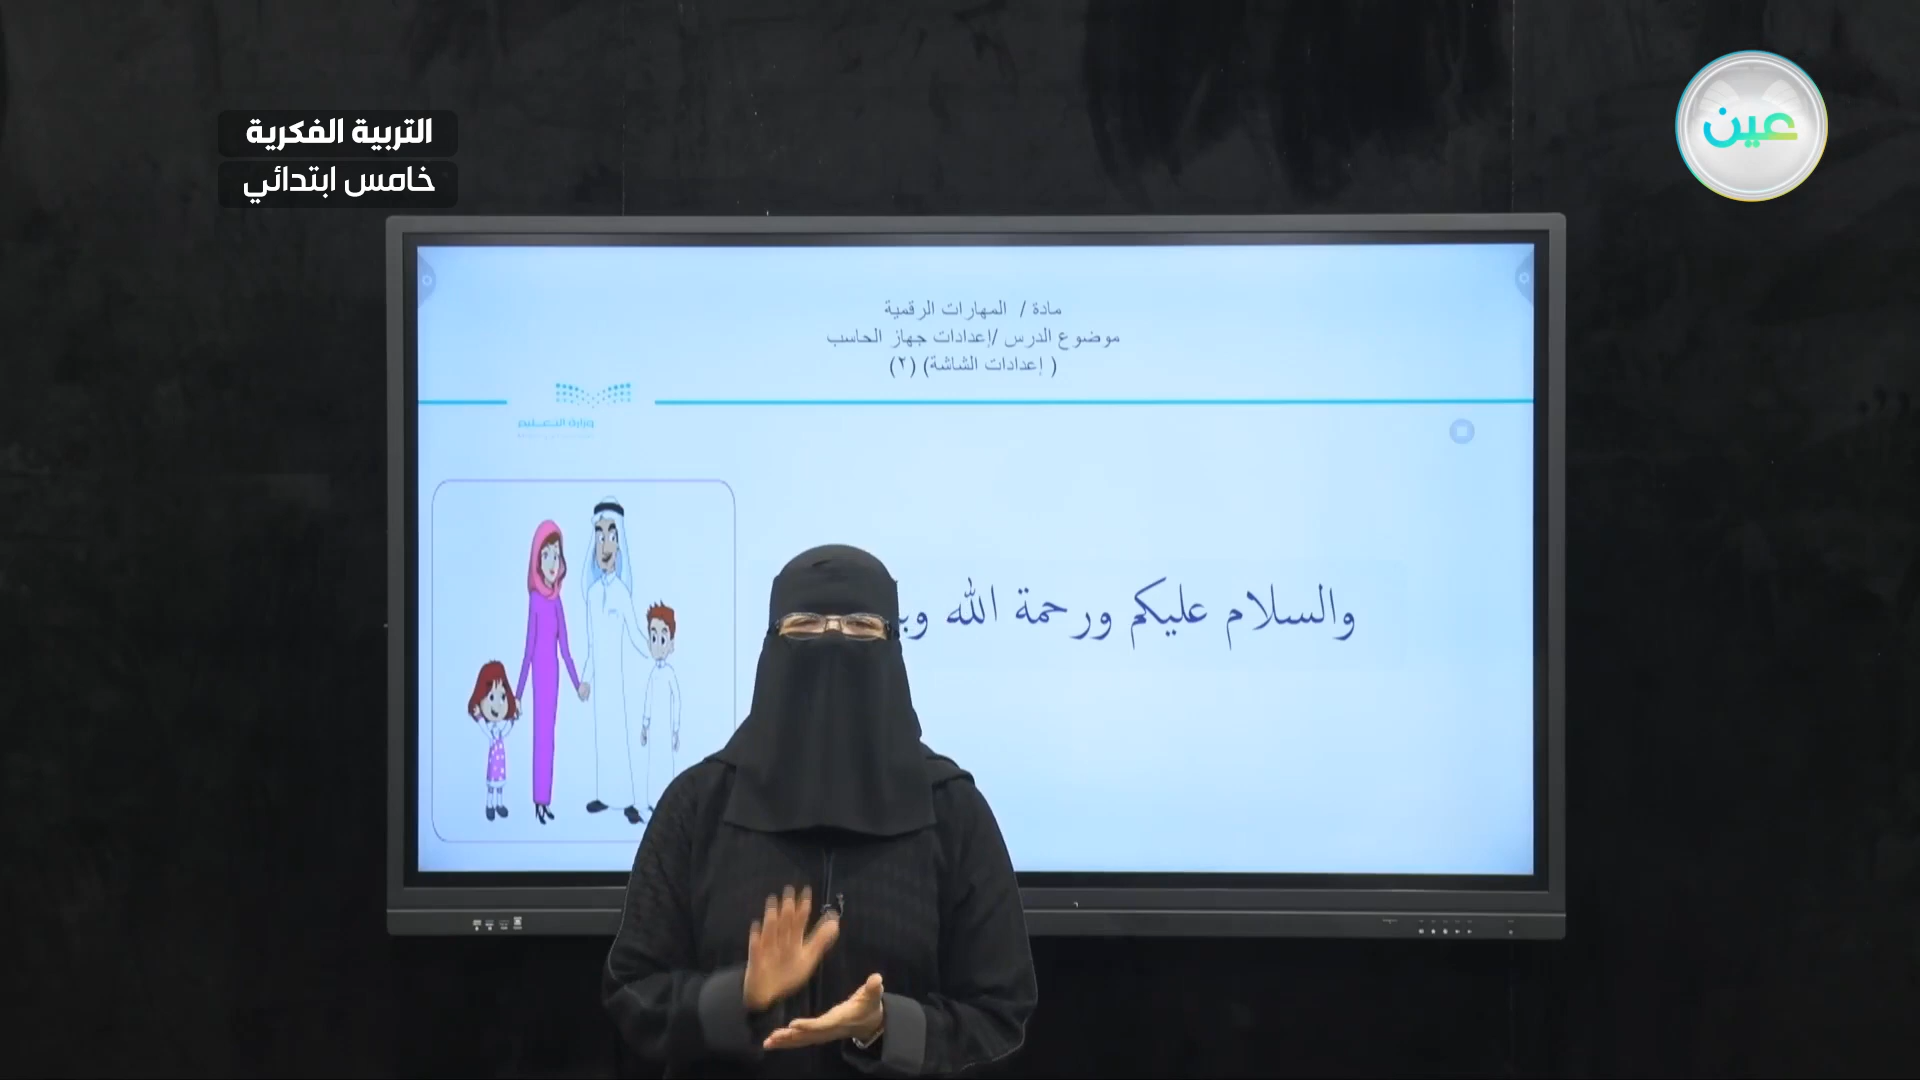 التربية الفكرية
خامس ابتدائي
عين
مادة / المهارات الرقمية
موضوع الدرس /إعدادات جهاز الحاسب
( إعدادات الشاشة) (٢)
وزارة التعليم
والسلام عليكم ورحمة الله